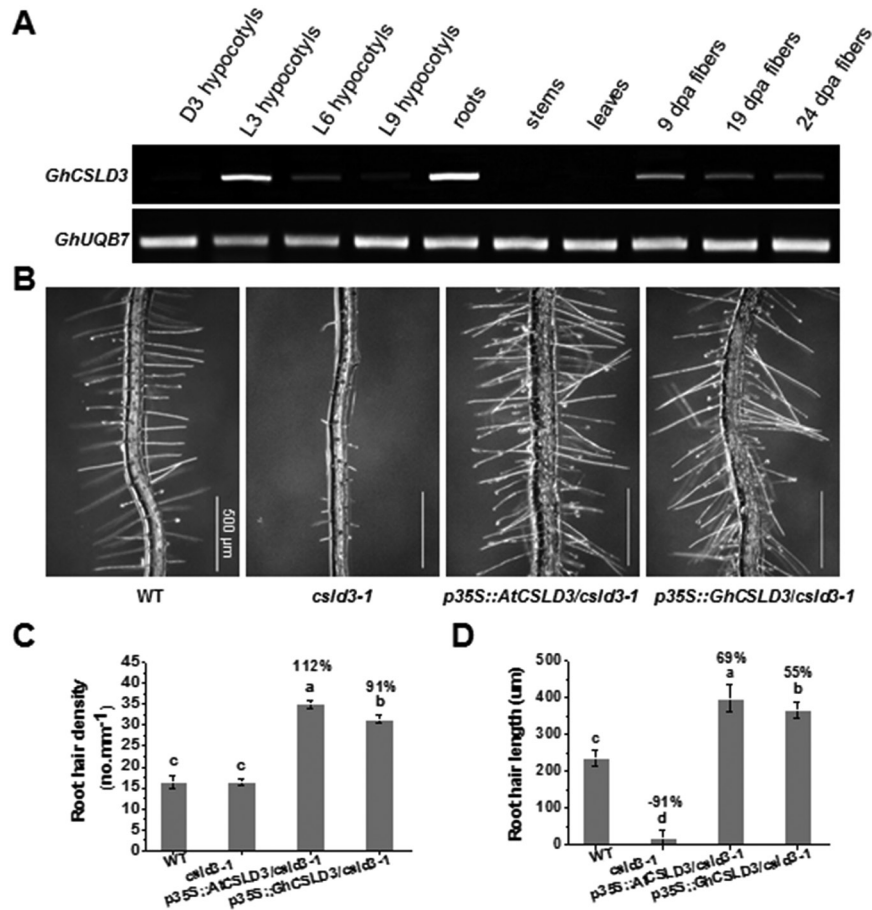 A
D3 hypocotyls
L3 hypocotyls
L6 hypocotyls
L9 hypocotyls
roots
stems
leaves
9 dpa fibers
19 dpa fibers
24 dpa fibers
GhCSLD3
GhUQB7
B
500 µm
WT
csld3-1
p35S::AtCSLD3/csld3-1
p35S::GhCSLD3/csld3-1
C
Root hair density
(no.mm-1)
45
40
35
30
25
20
15
10
5
0
c
c
112%
a
91%
b
WT
csld3-1
p35S::AtCSLD3/csld3-1
p35S::GhCSLD3/csld3-1
D
Root hair length (um)
500
400
300
200
100
0
c
-91%
d
69%
a
55%
b
WT
csld3-1
p35S::AtCSLD3/csld3-1
p35S::GhCSLD3/csld3-1